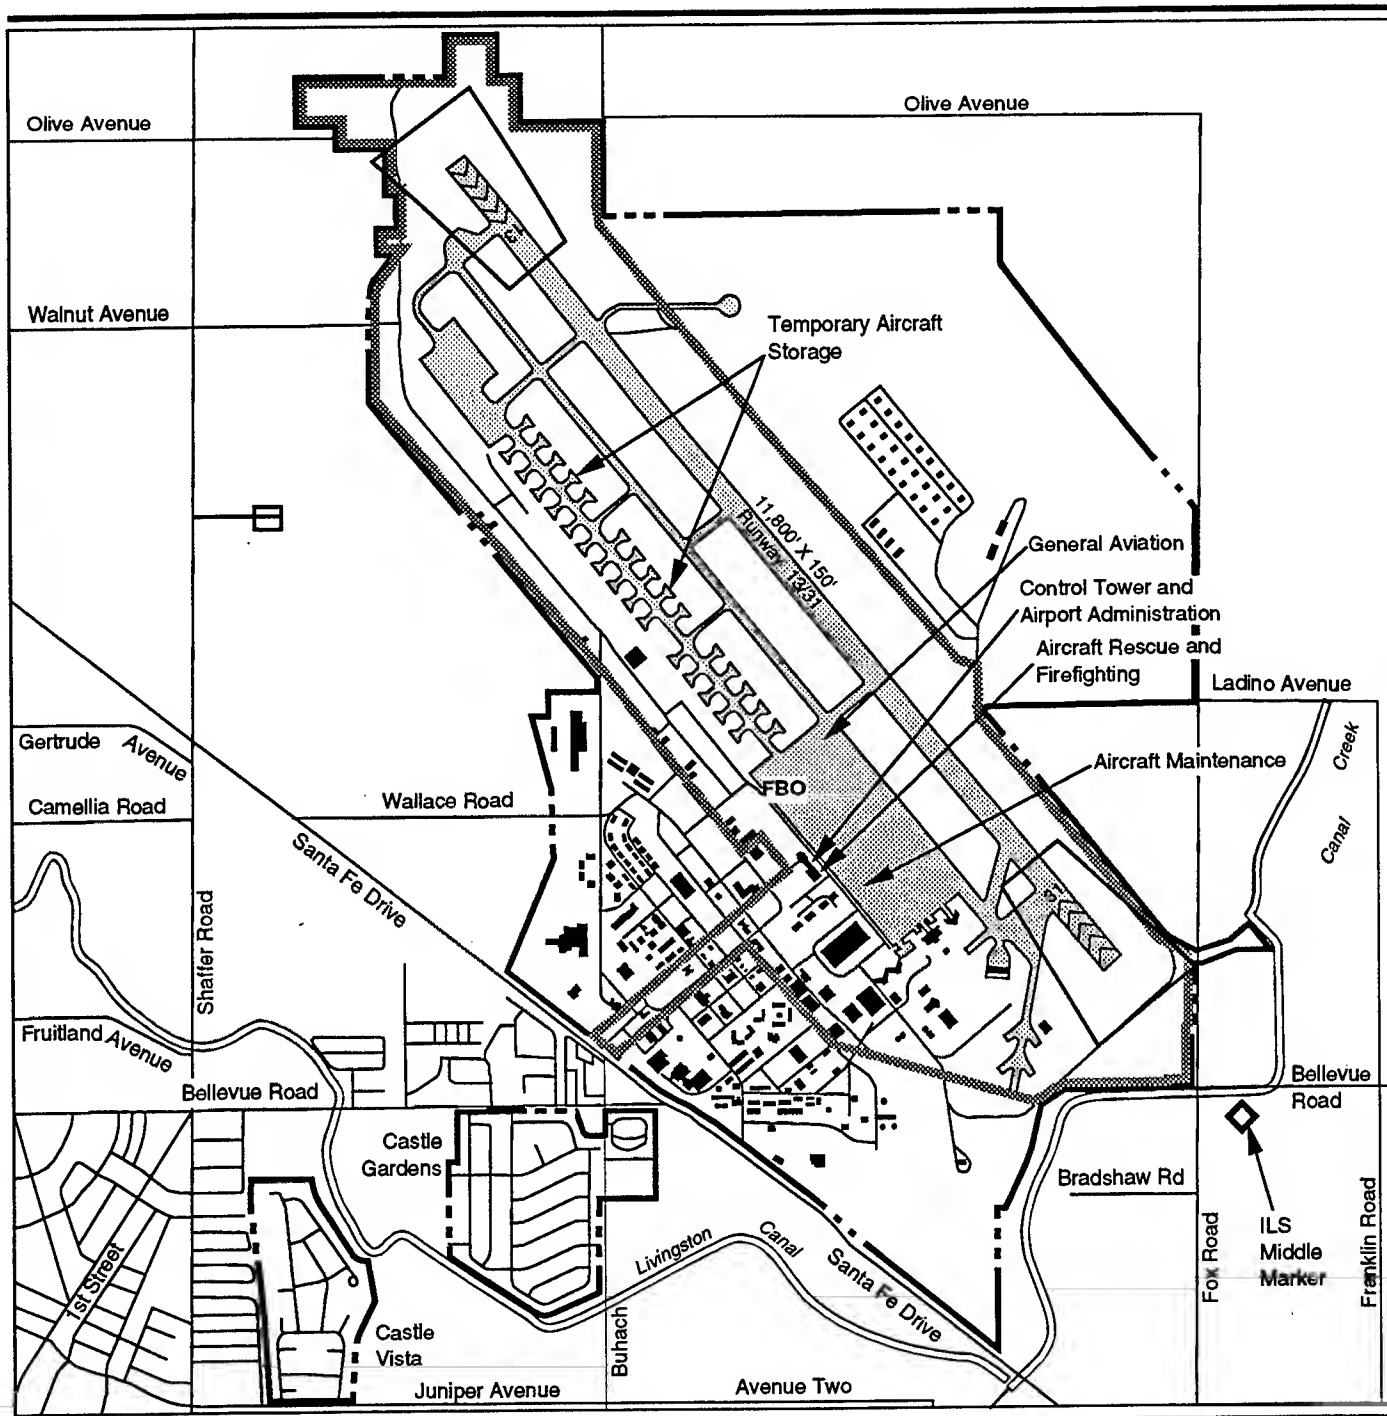 Olive Avenue
Olive Avenue
Walnut Avenue
Temporary Aircraft
Storage
13
11,800' X 150'
Runway 13/31
General Aviation
Control Tower and
Airport Administration
Aircraft Rescue and
Firefighting
Ladino Avenue
Gertrude Avenue
Canal Creek
Canal
Aircraft Maintenance
FBO
Camellia Road
Wallace Road
Santa Fe Drive
31
Shaffer Road
Fruitland Avenue
Bellevue Road
Bellevue
Road
Castle
Gardens
Bradshaw Rd
1st Street
Livingston Canal
Santa Fe Drive
Fox Road
ILS
Middle
Marker
Franklin Road
Buhach
Castle
Vista
Juniper Avenue
Avenue Two